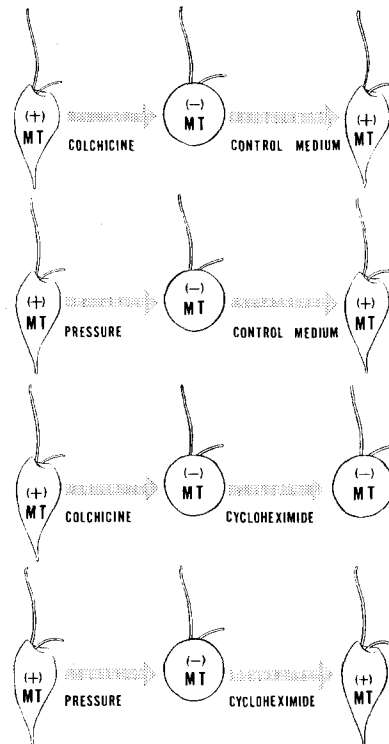 (+) (−) (+)
MT MT MT
COLCHICINE CONTROL MEDIUM
(+) (−) (+)
MT MT MT
PRESSURE CONTROL MEDIUM
(+) (−) (−)
MT MT MT
COLCHICINE CYCLOHEXIMIDE
(+) (−) (+)
MT MT MT
PRESSURE CYCLOHEXIMIDE